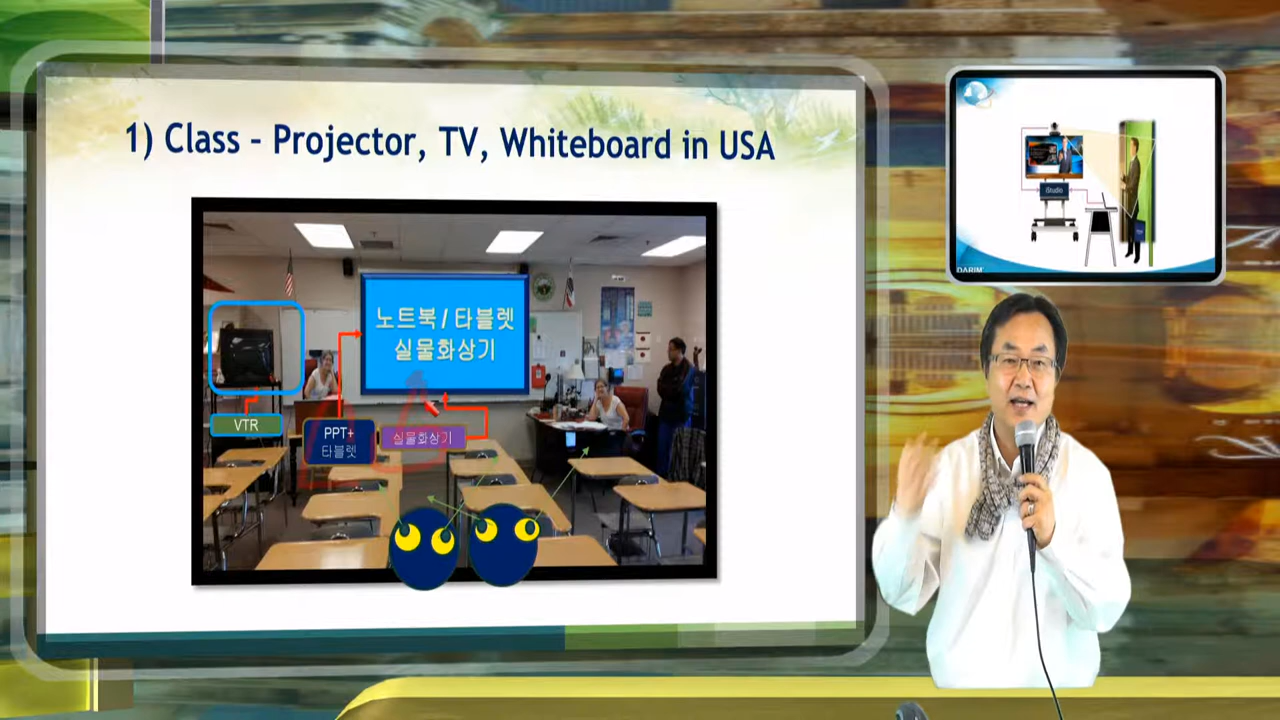 1) Class - Projector, TV, Whiteboard in USA
노트북 / 타블렛
실물화상기
VTR
PPT+
타블렛
실물화상기
iStudio
DARIM